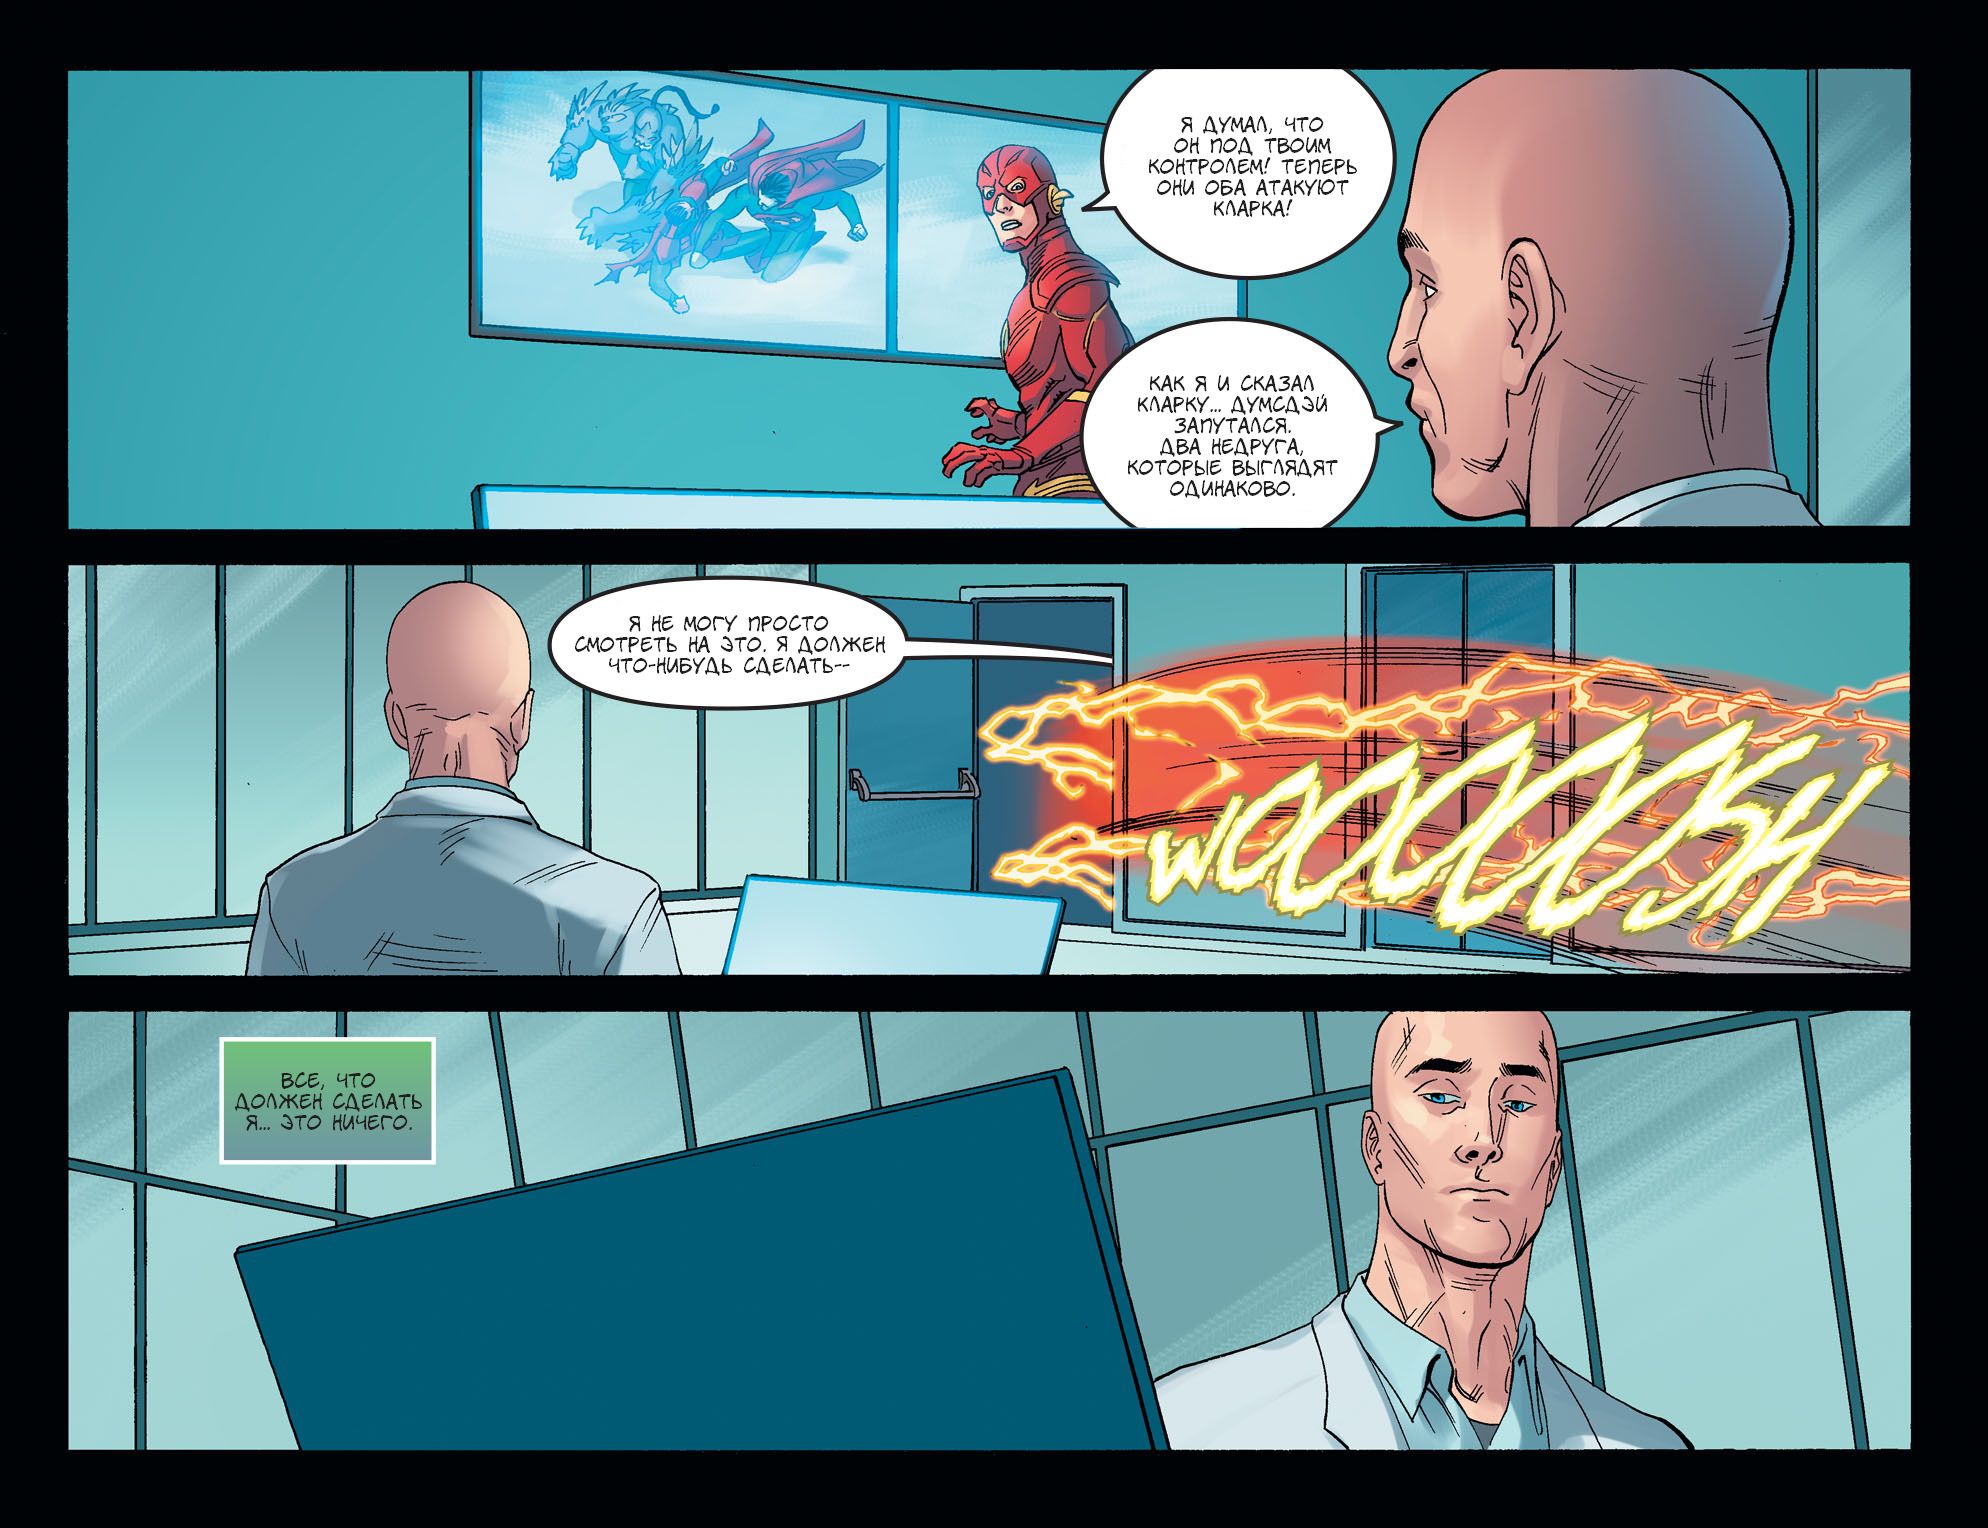 Я ДУМАЛ, ЧТО
ОН ПОД ТВОИМ
КОНТРОЛЕМ! ТЕПЕРЬ
ОНИ ОБА АТАКУЮТ
КЛАРКА!
КАК Я И СКАЗАЛ
КЛАРКУ... ДУМСДЭЙ
ЗАПУТАЛСЯ.
ДВА НЕДРУГА,
КОТОРЫЕ ВЫГЛЯДЯТ
ОДИНАКОВО.
Я НЕ МОГУ ПРОСТО
СМОТРЕТЬ НА ЭТО. Я ДОЛЖЕН
ЧТО-НИБУДЬ СДЕЛАТЬ--
WOOOOOOSH
ВСЕ, ЧТО
ДОЛЖЕН СДЕЛАТЬ
Я... ЭТО НИЧЕГО.